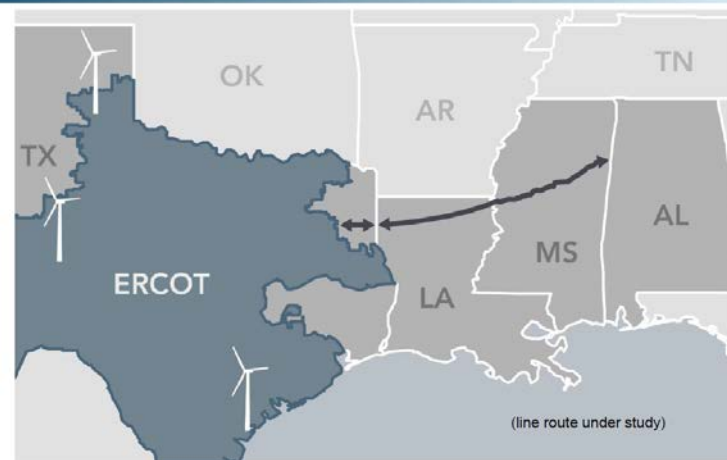 OK
TN
AR
TX
AL
MS
ERCOT
LA
(line route under study)